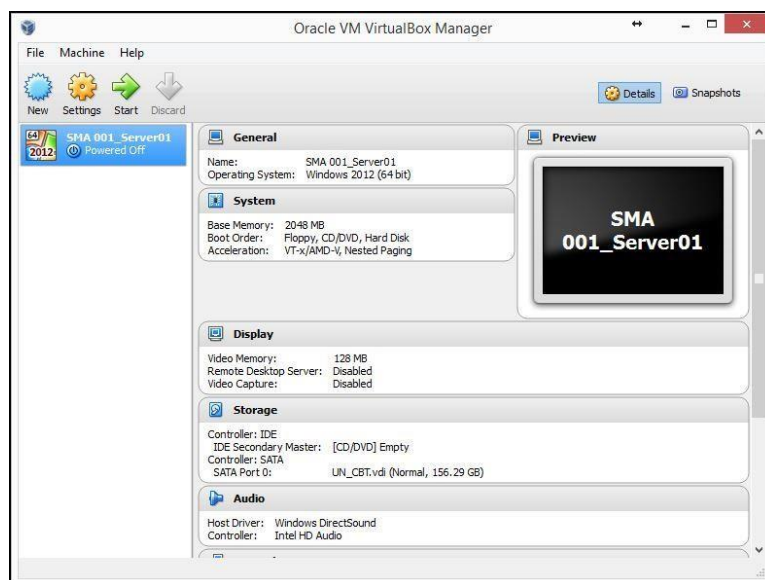 Oracle VM VirtualBox Manager
File Machine Help
New Settings Start Discard
Details Snapshots
64
2012
SMA 001_Server01
Powered Off
General
Name: SMA 001_Server01
Operating System: Windows 2012 (64 bit)
System
Base Memory: 2048 MB
Boot Order: Floppy, CD/DVD, Hard Disk
Acceleration: VT-x/AMD-V, Nested Paging
Preview
SMA
001_Server01
Display
Video Memory: 128 MB
Remote Desktop Server: Disabled
Video Capture: Disabled
Storage
Controller: IDE
IDE Secondary Master: [CD/DVD] Empty
Controller: SATA
SATA Port 0: UN_CBT.vdi (Normal, 156.29 GB)
Audio
Host Driver: Windows DirectSound
Controller: Intel HD Audio